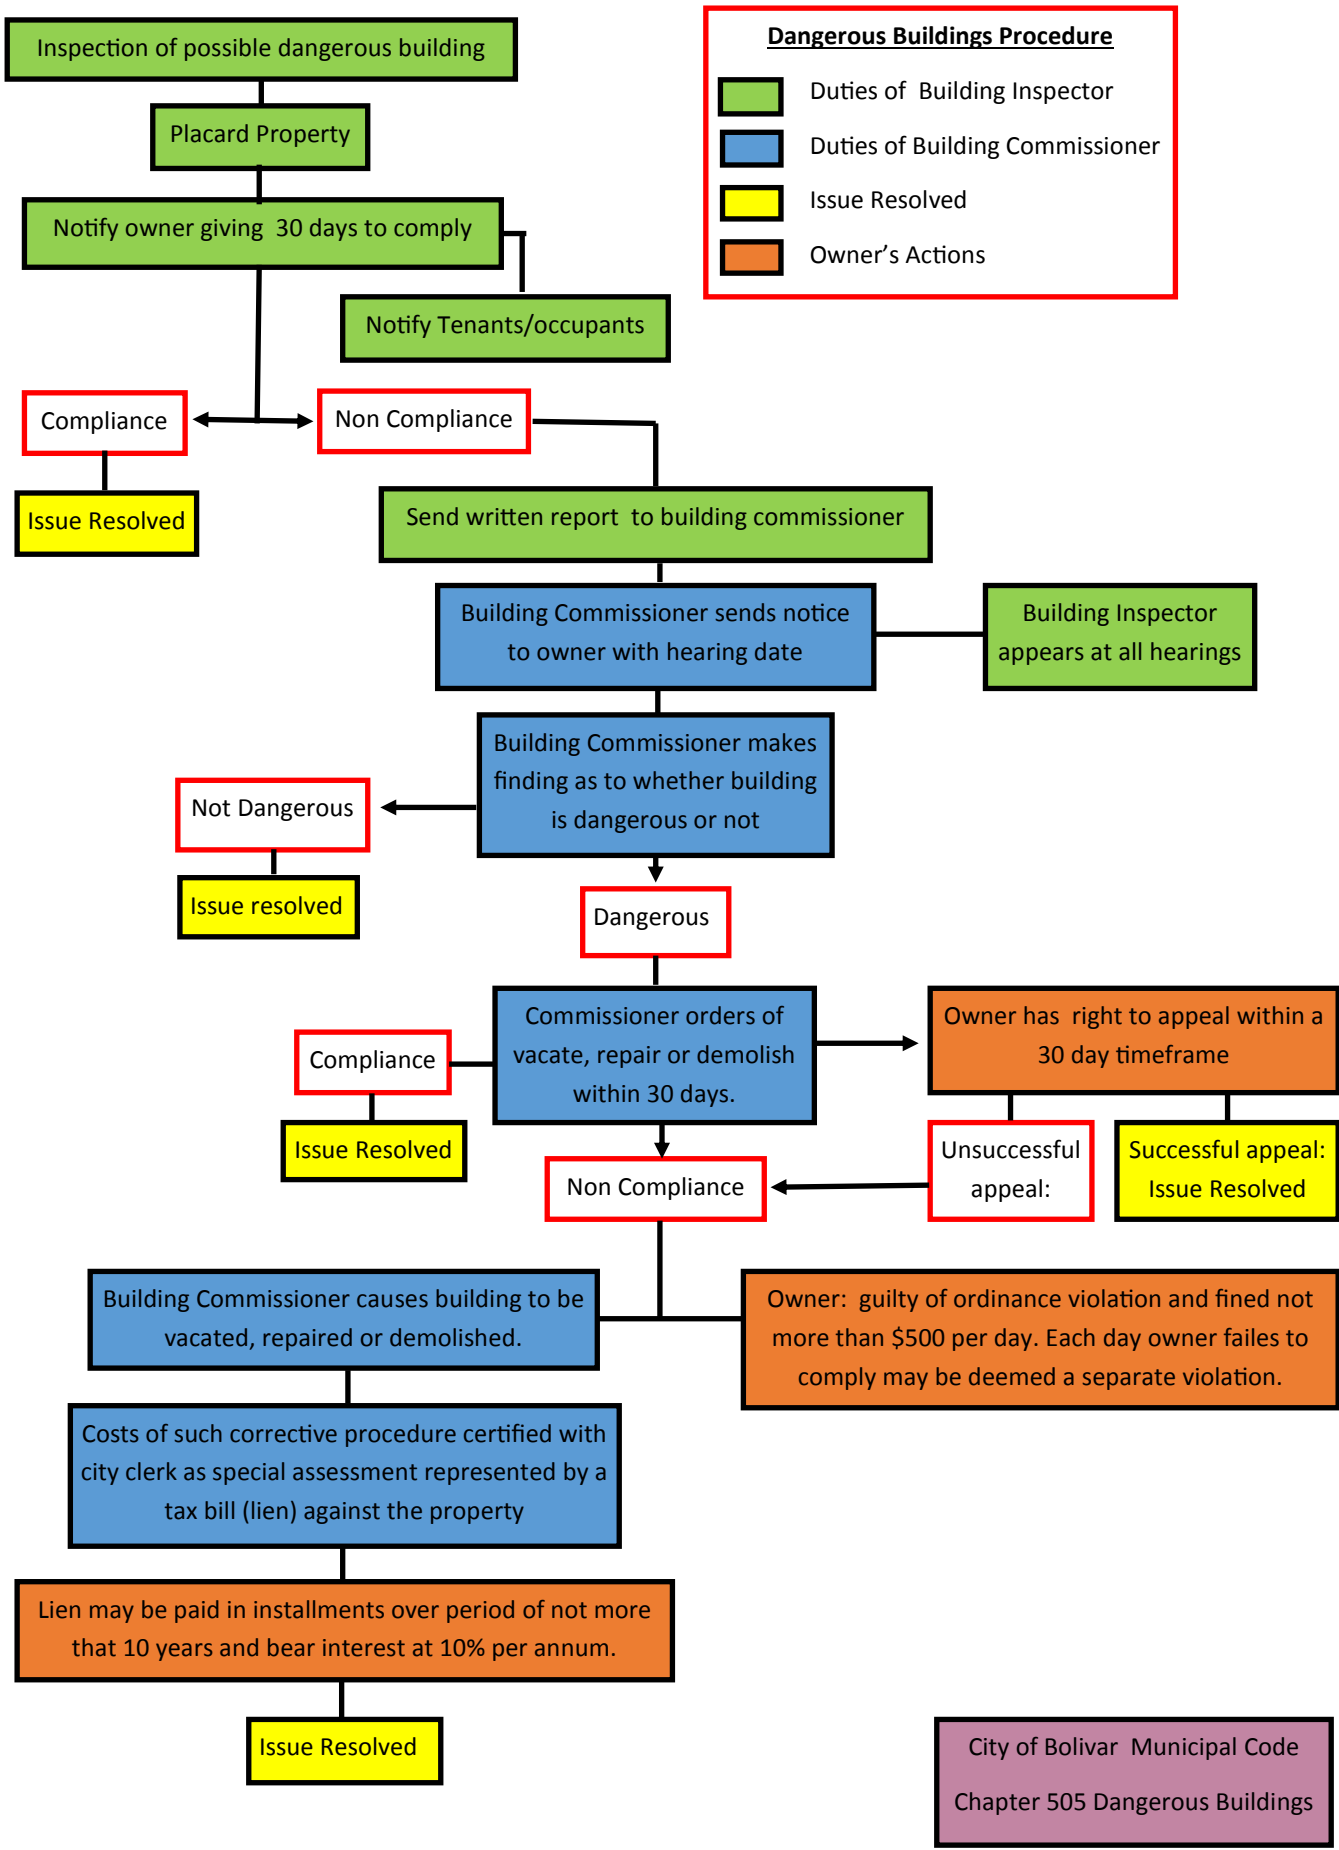 Inspection of possible dangerous building
Placard Property
Notify owner giving 30 days to comply
Notify Tenants/occupants
Dangerous Buildings Procedure
Duties of Building Inspector
Duties of Building Commissioner
Issue Resolved
Owner's Actions
Compliance
Non Compliance
Issue Resolved
Send written report to building commissioner
Building Commissioner sends notice
to owner with hearing date
Building Inspector
appears at all hearings
Building Commissioner makes
finding as to whether building
is dangerous or not
Not Dangerous
Issue resolved
Dangerous
Commissioner orders of
vacate, repair or demolish
within 30 days.
Owner has right to appeal within a
30 day timeframe
Compliance
Issue Resolved
Unsuccessful
appeal:
Successful appeal:
Issue Resolved
Non Compliance
Building Commissioner causes building to be
vacated, repaired or demolished.
Owner: guilty of ordinance violation and fined not
more than $500 per day. Each day owner failes to
comply may be deemed a separate violation.
Costs of such corrective procedure certified with
city clerk as special assessment represented by a
tax bill (lien) against the property
Lien may be paid in installments over period of not more
that 10 years and bear interest at 10% per annum.
Issue Resolved
City of Bolivar Municipal Code
Chapter 505 Dangerous Buildings